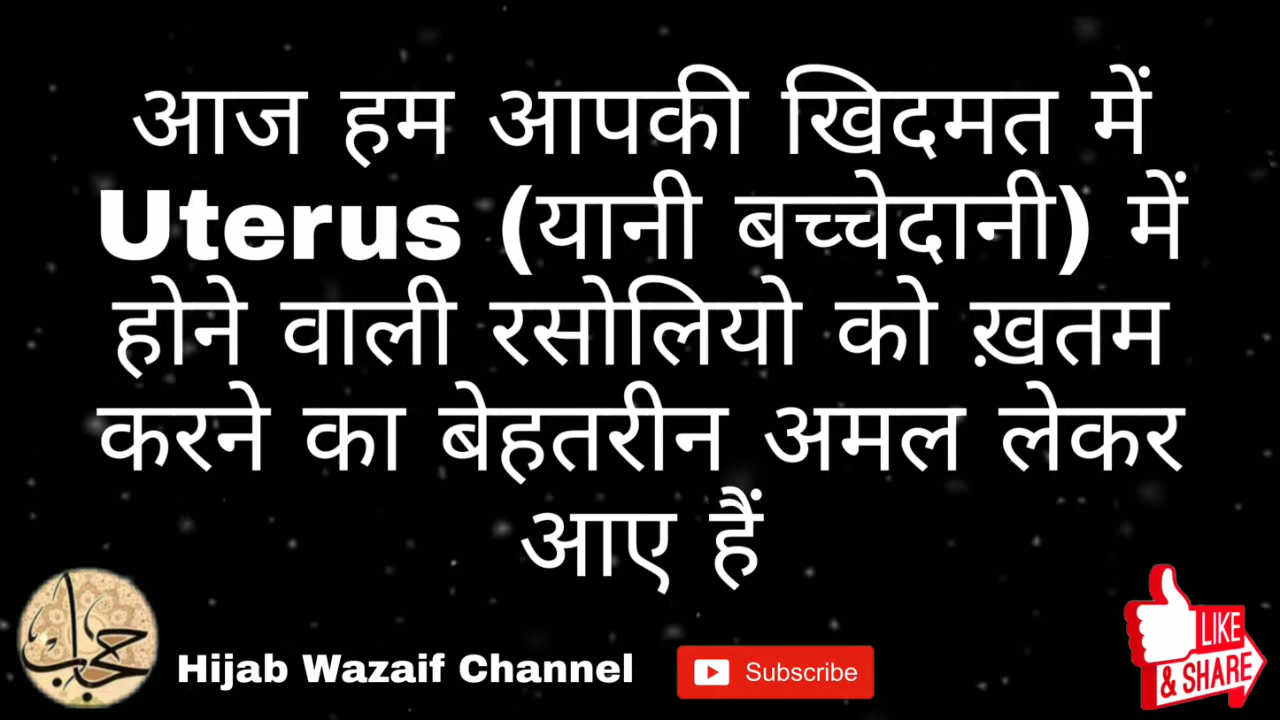 आज हम आपकी खिदमत में
Uterus (यानी बच्चेदानी) में
होने वाली रसोलियो को ख़तम
करने का बेहतरीन अमल लेकर
आए हैं
حجاب
Hijab Wazaif Channel
Subscribe
LIKE
& SHARE